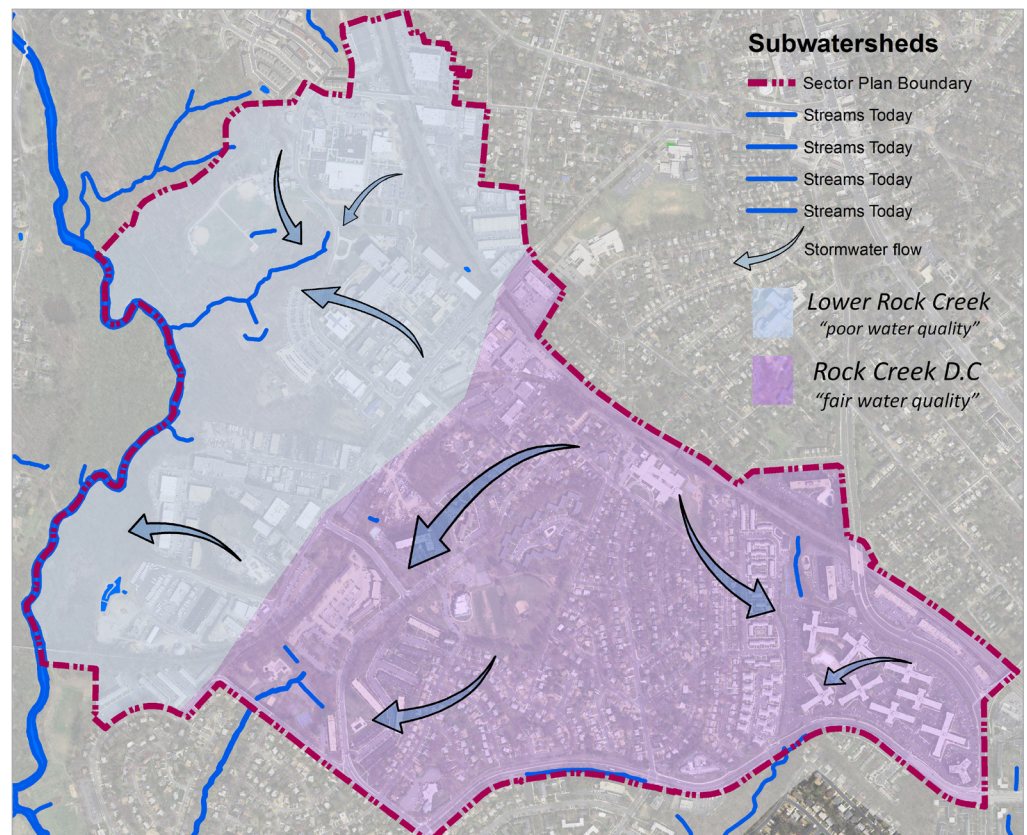 Subwatersheds
Sector Plan Boundary
Streams Today
Streams Today
Streams Today
Streams Today
Stormwater flow
Lower Rock Creek
“poor water quality”
Rock Creek D.C
“fair water quality”